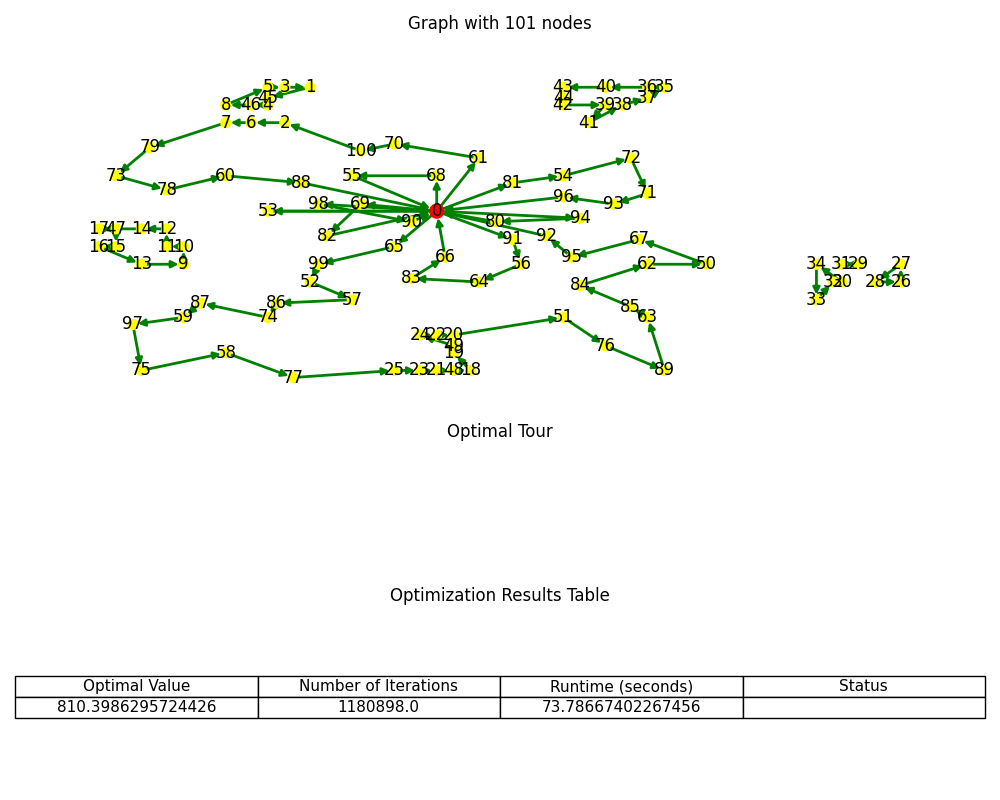 Graph with 101 nodes
5 3 1 43 40 36 35
8 46 45 4 44 42 39 38 37
7 6 2 41
79 100 70 61 72
73 78 60 88 55 68 81 54 71
53 98 69 0 96 93
82 90 80 94
17 47 14 12 65 66 91 92 67
16 15 11 10 95
13 9 99 83 64 56 84 62 50 34 31 29 27
52 32 30 28 26
87 86 57 85 33
97 59 74 51 63
24 22 20
49 76
58 19
75 77 25 23 21 48 18 89
Optimal Tour
Optimization Results Table
Optimal Value Number of Iterations Runtime (seconds) Status
810.3986295724426 1180898.0 73.78667402267456